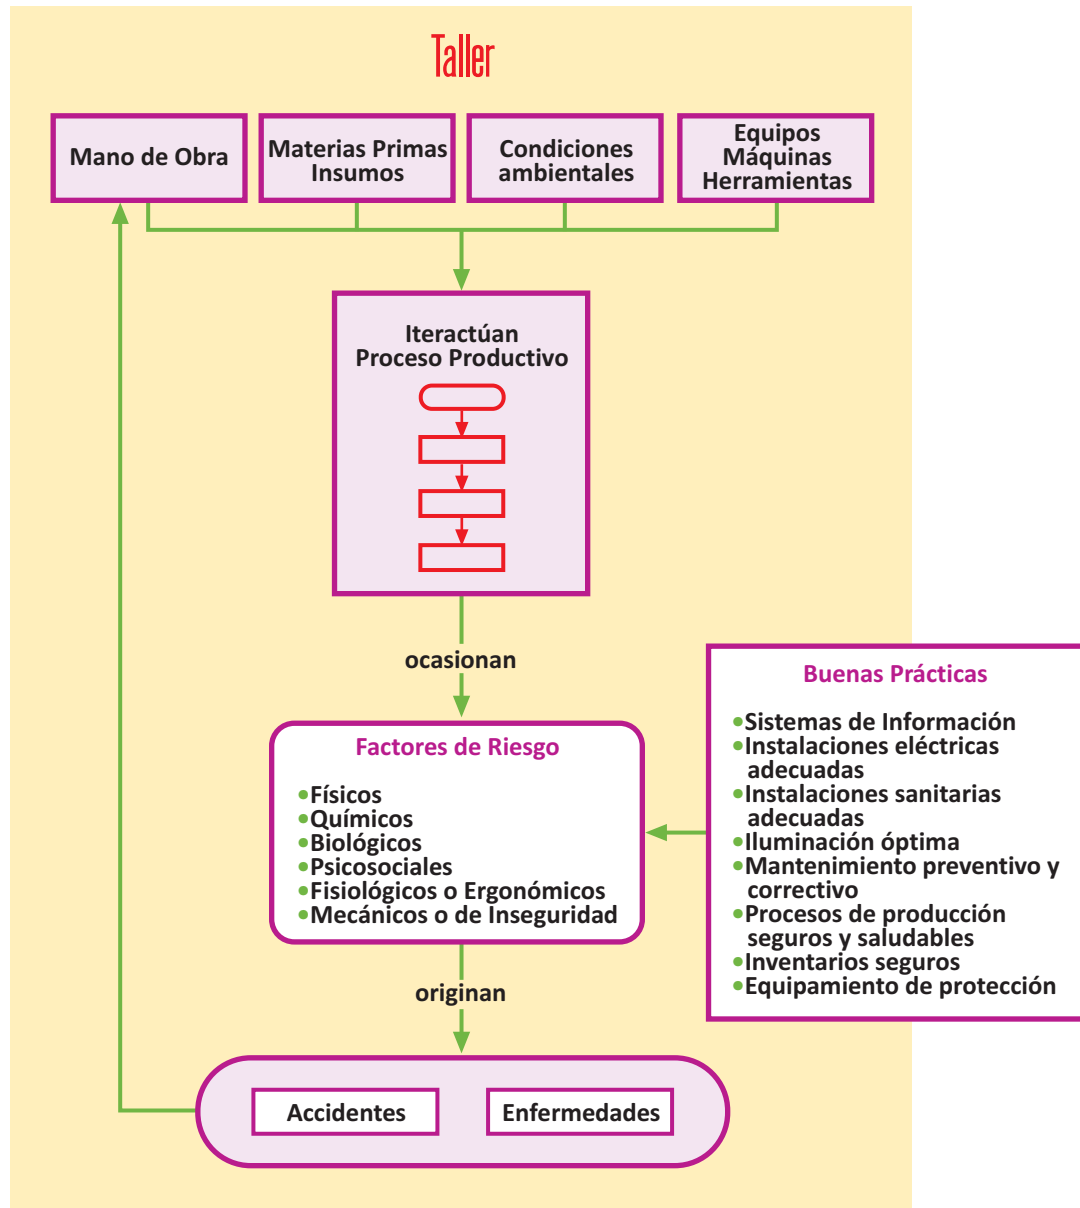 Taller
Mano de Obra
Materias Primas
Insumos
Condiciones
ambientales
Equipos
Máquinas
Herramientas
Iteractúan
Proceso Productivo
ocasionan
Factores de Riesgo
•Físicos
•Químicos
•Biológicos
•Psicosociales
•Fisiológicos o Ergonómicos
•Mecánicos o de Inseguridad
Buenas Prácticas
•Sistemas de Información
•Instalaciones eléctricas
adecuadas
•Instalaciones sanitarias
adecuadas
•Iluminación óptima
•Mantenimiento preventivo y
correctivo
•Procesos de producción
seguros y saludables
•Inventarios seguros
•Equipamiento de protección
originan
Accidentes
Enfermedades